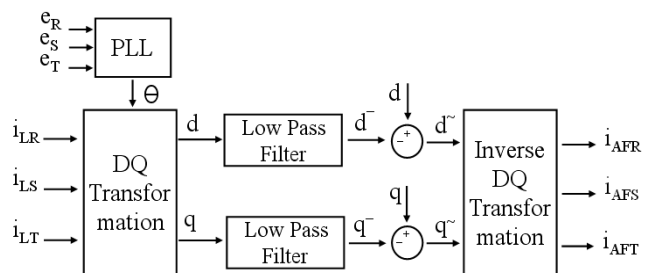 e_R
e_S
e_T
PLL
θ
i_LR
i_LS
i_LT
DQ
Transfor
mation
d
Low Pass
Filter
d⁻
d
- +
d~
q
Low Pass
Filter
q⁻
q
- +
q~
Inverse
DQ
Transfor
mation
i_AFR
i_AFS
i_AFT